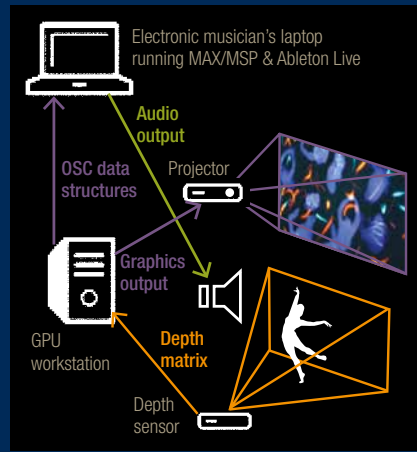 Electronic musician's laptop
running MAX/MSP & Ableton Live
Audio
output
OSC data
structures
Projector
Graphics
output
GPU
workstation
Depth
matrix
Depth
sensor